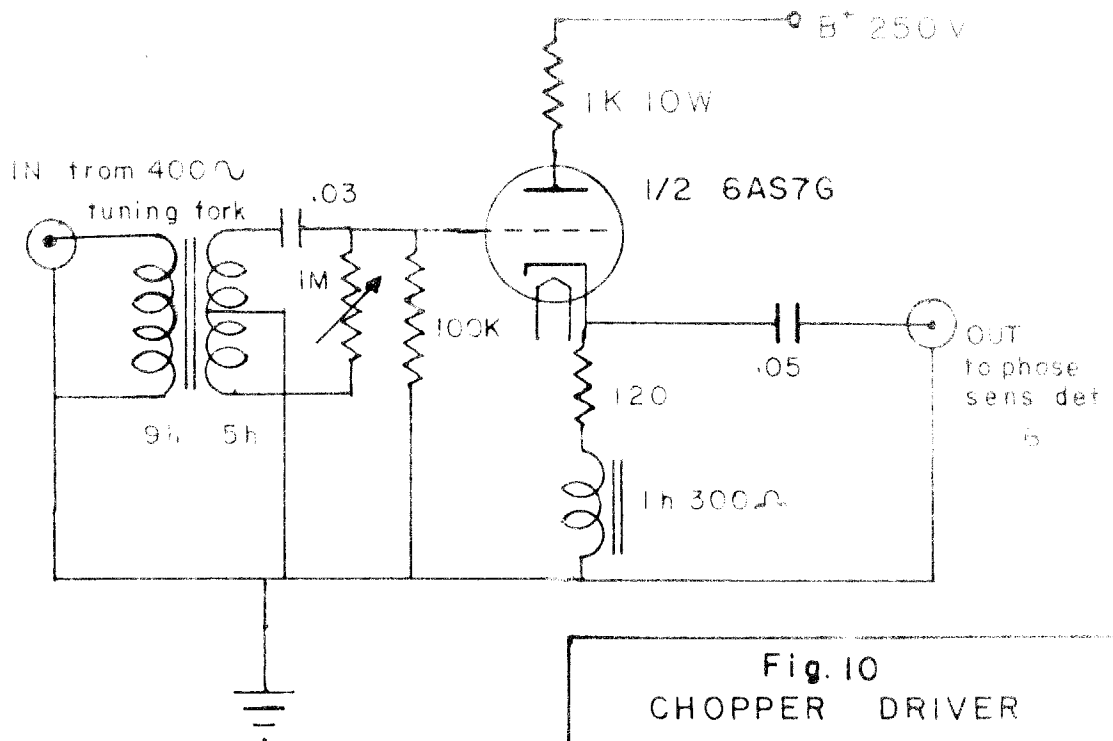 B+ 250V
1K 10W
IN from 400∿
tuning fork
.03
1/2 6AS7G
1M
100K
.05
OUT
to phase
sens det
120
9h 5h
1h 300Ω
Fig. 10
CHOPPER DRIVER